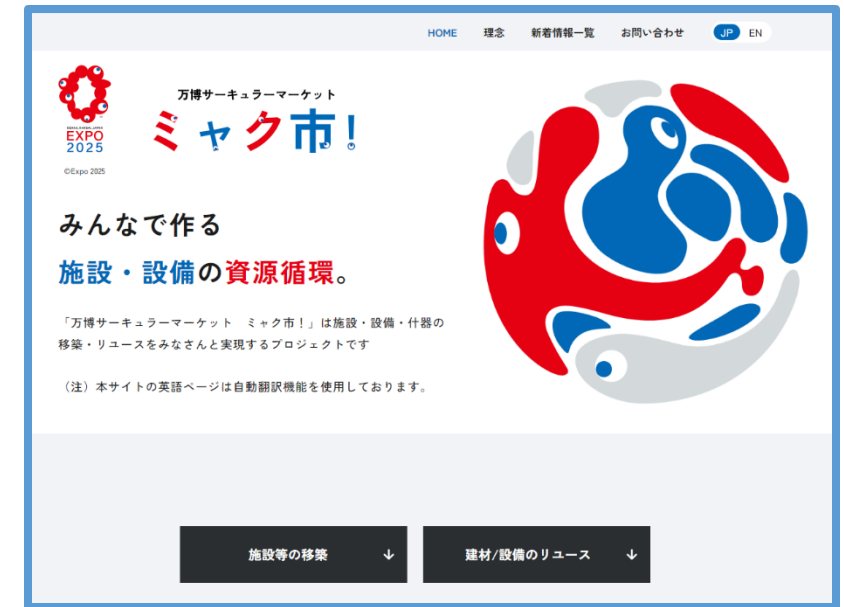 HOME 理念 新着情報一覧 お問い合わせ JP EN
万博サーキュラーマーケット
ミャク市!
EXPO
2025
©Expo 2025
みんなで作る
施設・設備の資源循環。
「万博サーキュラーマーケット　ミャク市！」は施設・設備・什器の
移築・リユースをみなさんと実現するプロジェクトです
（注）本サイトの英語ページは自動翻訳機能を使用しております。
施設等の移築 ↓ 建材/設備のリユース ↓